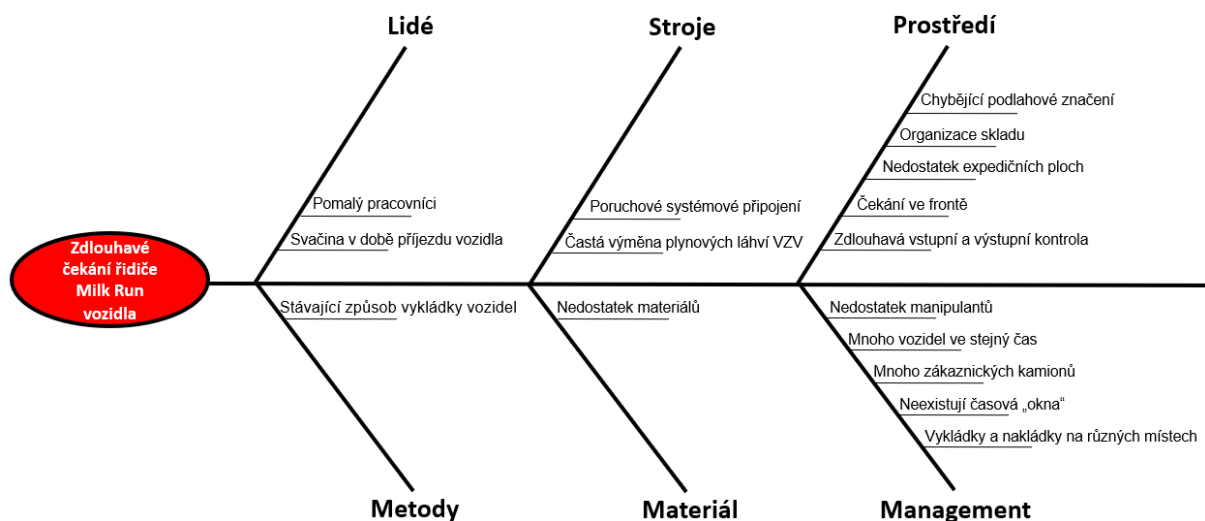 Lidé
Stroje
Prostředí
Chybějící podlahové značení
Organizace skladu
Nedostatek expedičních ploch
Pomalý pracovníci
Poruchové systémové připojení
Čekání ve frontě
Svačina v době příjezdu vozidla
Častá výměna plynových láhví VZV
Zdlouhavá vstupní a výstupní kontrola
Zdlouhavé
čekání řidiče
Milk Run
vozidla
Stávající způsob vykládky vozidel
Nedostatek materiálů
Nedostatek manipulantů
Mnoho vozidel ve stejný čas
Mnoho zákaznických kamionů
Neexistují časová „okna“
Vykládky a nakládky na různých místech
Metody
Materiál
Management